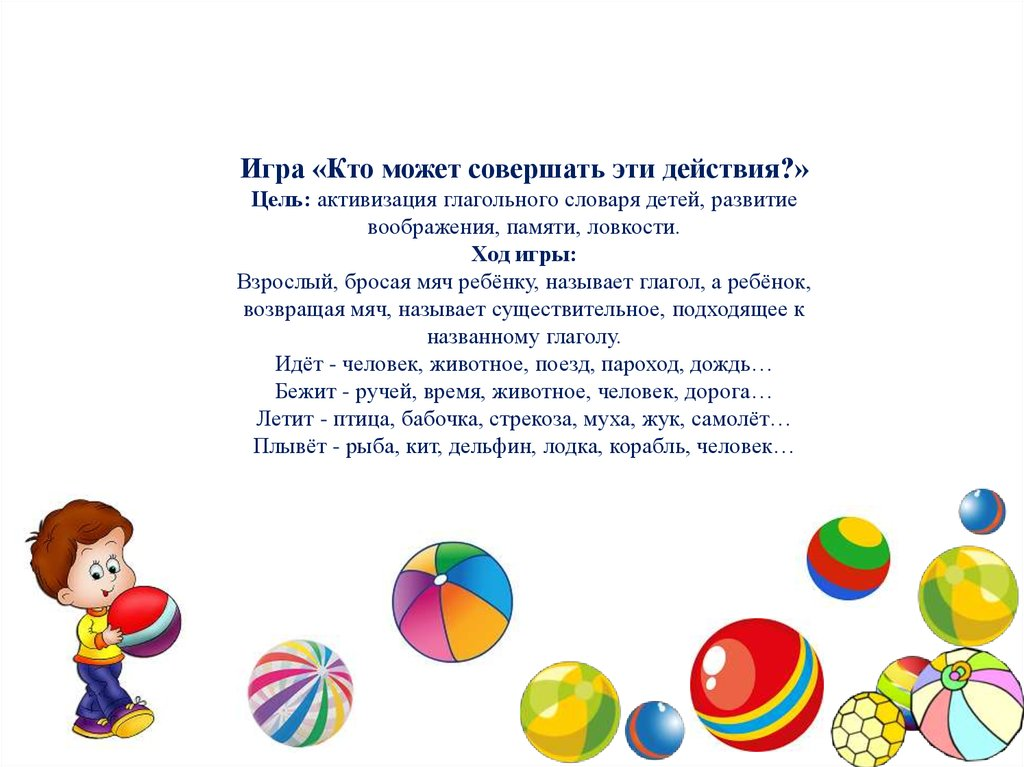 Игра «Кто может совершать эти действия?»
Цель: активизация глагольного словаря детей, развитие
воображения, памяти, ловкости.
Ход игры:
Взрослый, бросая мяч ребёнку, называет глагол, а ребёнок,
возвращая мяч, называет существительное, подходящее к
названному глаголу.
Идёт - человек, животное, поезд, пароход, дождь…
Бежит - ручей, время, животное, человек, дорога…
Летит - птица, бабочка, стрекоза, муха, жук, самолёт…
Плывёт - рыба, кит, дельфин, лодка, корабль, человек…